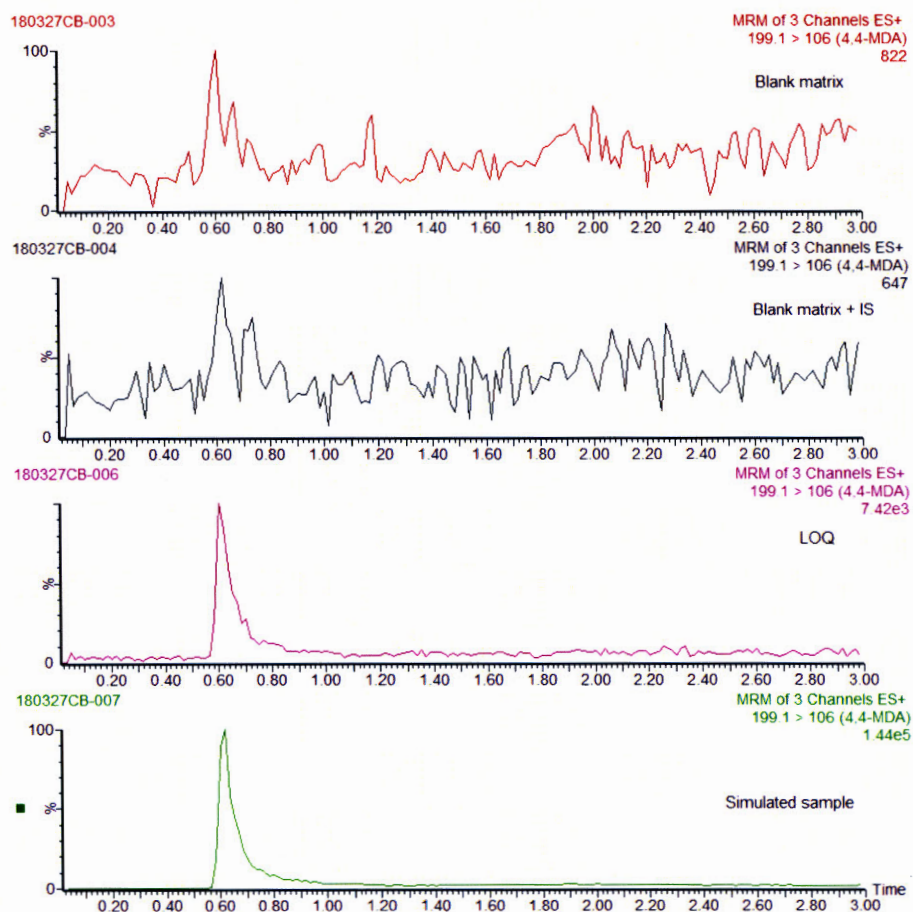 180327CB-003
MRM of 3 Channels ES+
199.1 > 106 (4,4-MDA)
822
Blank matrix
100
%
0
0.20 0.40 0.60 0.80 1.00 1.20 1.40 1.60 1.80 2.00 2.20 2.40 2.60 2.80 3.00
180327CB-004
MRM of 3 Channels ES+
199.1 > 106 (4,4-MDA)
647
Blank matrix + IS
%
0
0.20 0.40 0.60 0.80 1.00 1.20 1.40 1.60 1.80 2.00 2.20 2.40 2.60 2.80 3.00
180327CB-006
MRM of 3 Channels ES+
199.1 > 106 (4,4-MDA)
7.42e3
LOQ
%
0
0.20 0.40 0.60 0.80 1.00 1.20 1.40 1.60 1.80 2.00 2.20 2.40 2.60 2.80 3.00
180327CB-007
MRM of 3 Channels ES+
199.1 > 106 (4,4-MDA)
1.44e5
100
Simulated sample
%
0
Time
0.20 0.40 0.60 0.80 1.00 1.20 1.40 1.60 1.80 2.00 2.20 2.40 2.60 2.80 3.00